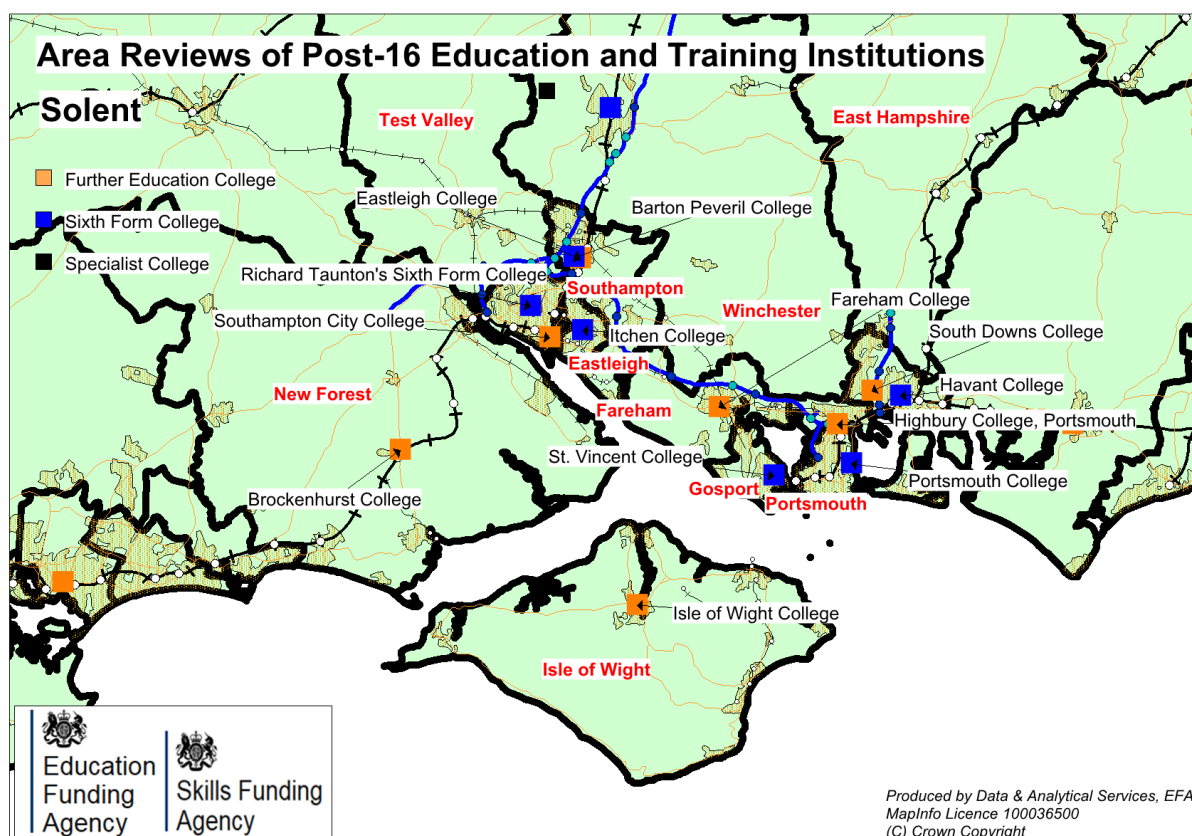 Area Reviews of Post-16 Education and Training Institutions
Solent
Test Valley
East Hampshire
Further Education College
Sixth Form College
Specialist College
Eastleigh College
Barton Peveril College
Richard Taunton's Sixth Form College
Southampton
Southampton City College
Winchester
Fareham College
South Downs College
Itchen College
Eastleigh
New Forest
Fareham
Havant College
Highbury College, Portsmouth
St. Vincent College
Portsmouth College
Gosport
Portsmouth
Brockenhurst College
Isle of Wight College
Isle of Wight
Education
Funding
Agency
Skills Funding
Agency
Produced by Data & Analytical Services, EFA
MapInfo Licence 100036500
(C) Crown Copyright